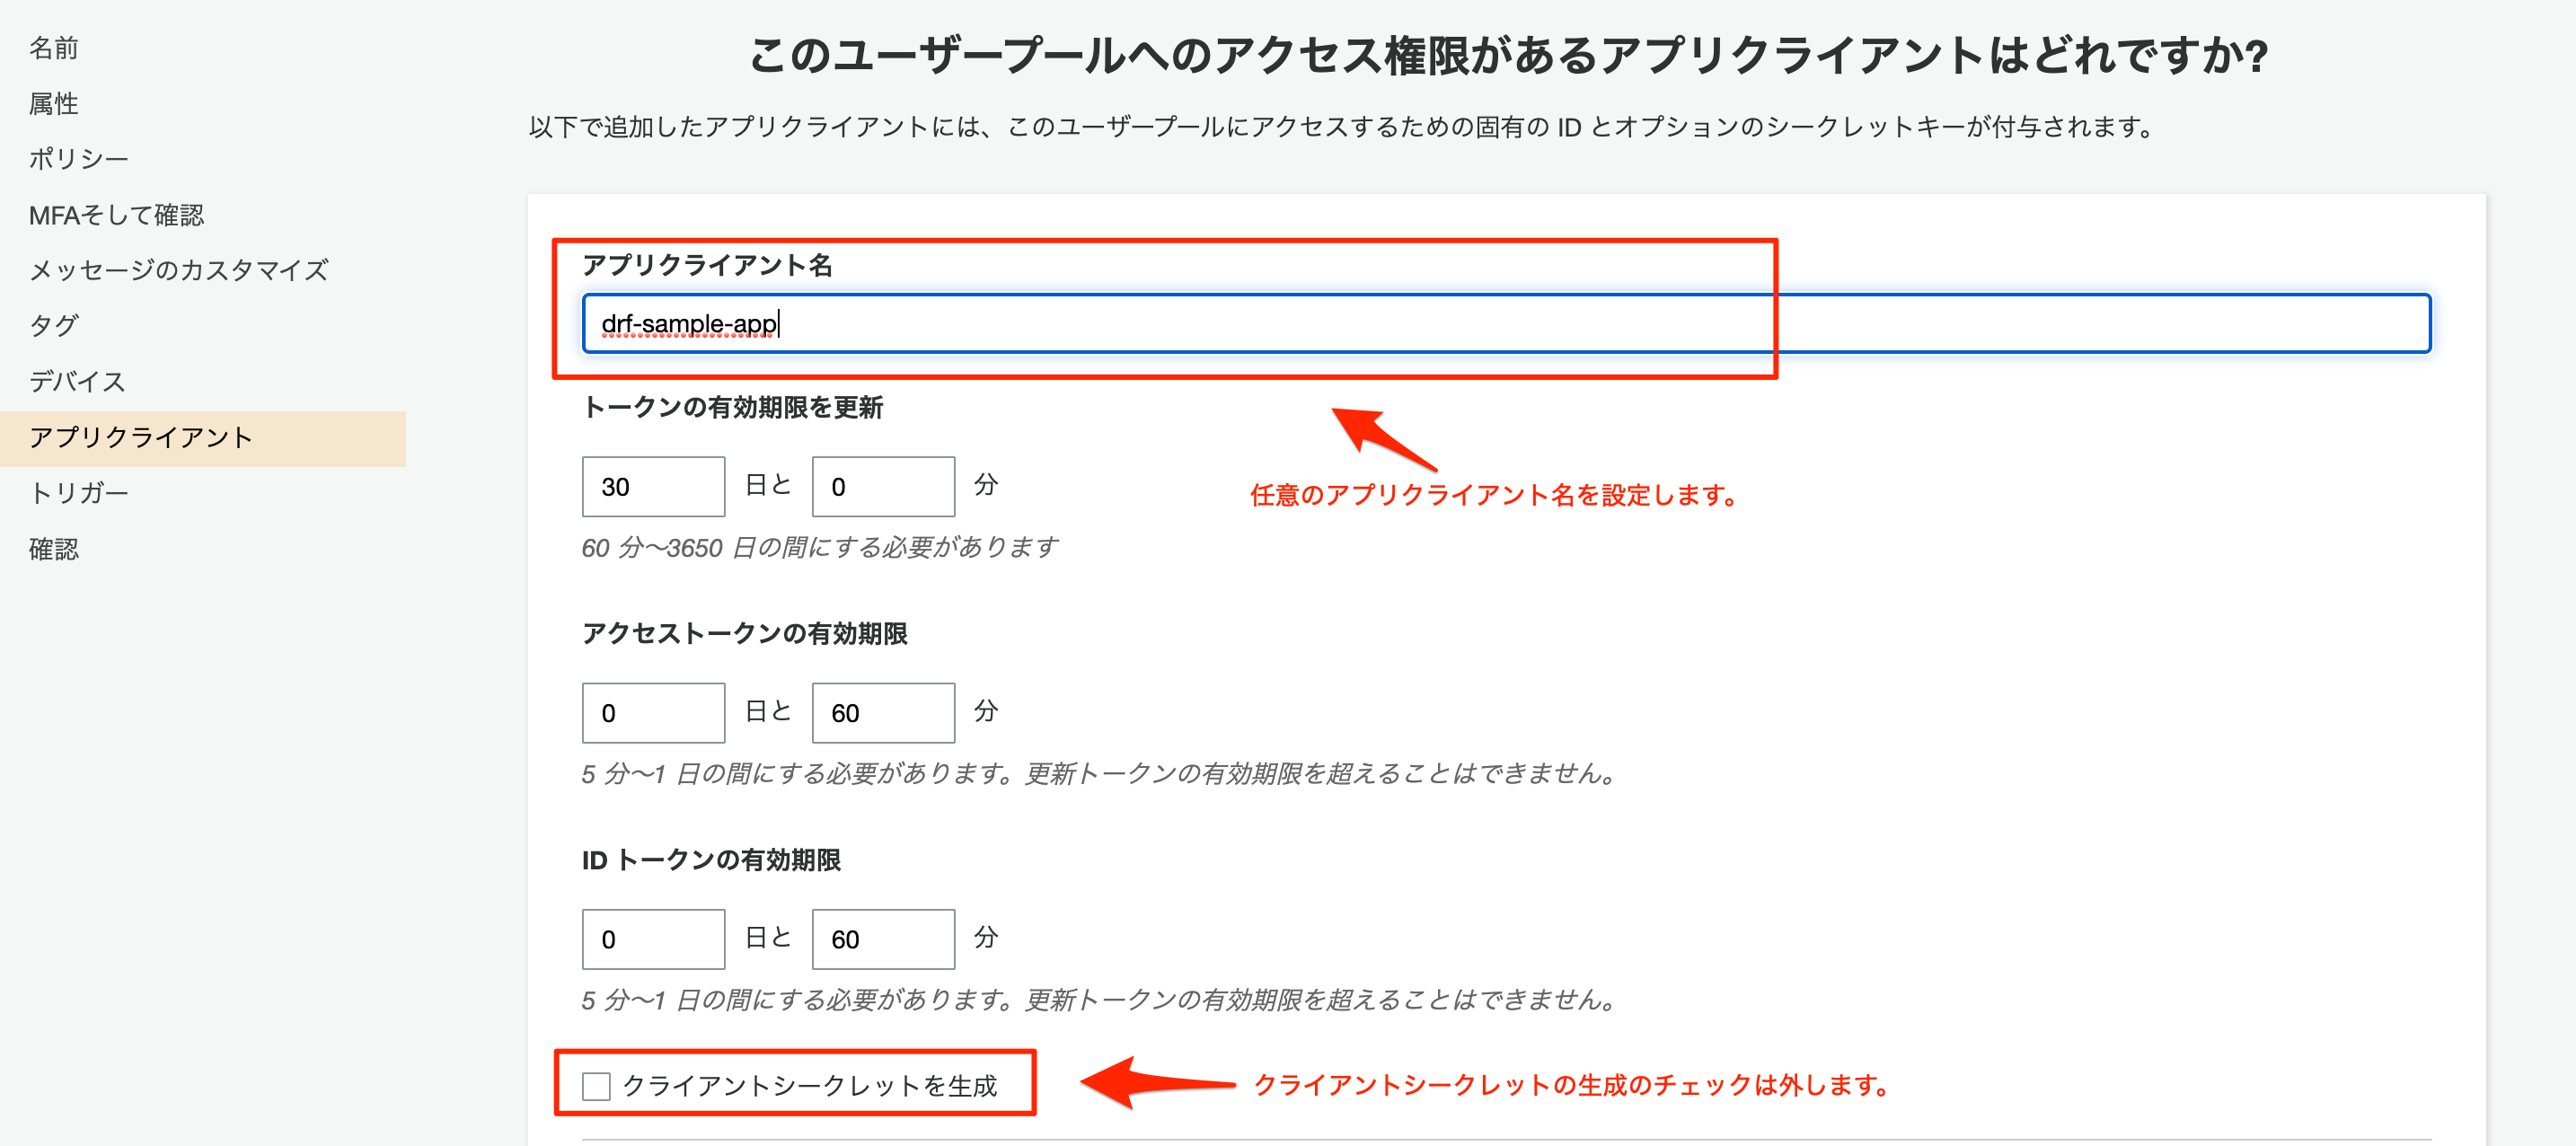 名前
属性
ポリシー
MFAそして確認
メッセージのカスタマイズ
タグ
デバイス
アプリクライアント
トリガー
確認
このユーザープールへのアクセス権限があるアプリクライアントはどれですか?
以下で追加したアプリクライアントには、このユーザープールにアクセスするための固有の ID とオプションのシークレットキーが付与されます。
アプリクライアント名
drf-sample-app
トークンの有効期限を更新
30 日と 0 分
任意のアプリクライアント名を設定します。
60 分〜3650 日の間にする必要があります
アクセストークンの有効期限
0 日と 60 分
5 分〜1 日の間にする必要があります。更新トークンの有効期限を超えることはできません。
ID トークンの有効期限
0 日と 60 分
5 分〜1 日の間にする必要があります。更新トークンの有効期限を超えることはできません。
クライアントシークレットを生成
クライアントシークレットの生成のチェックは外します。